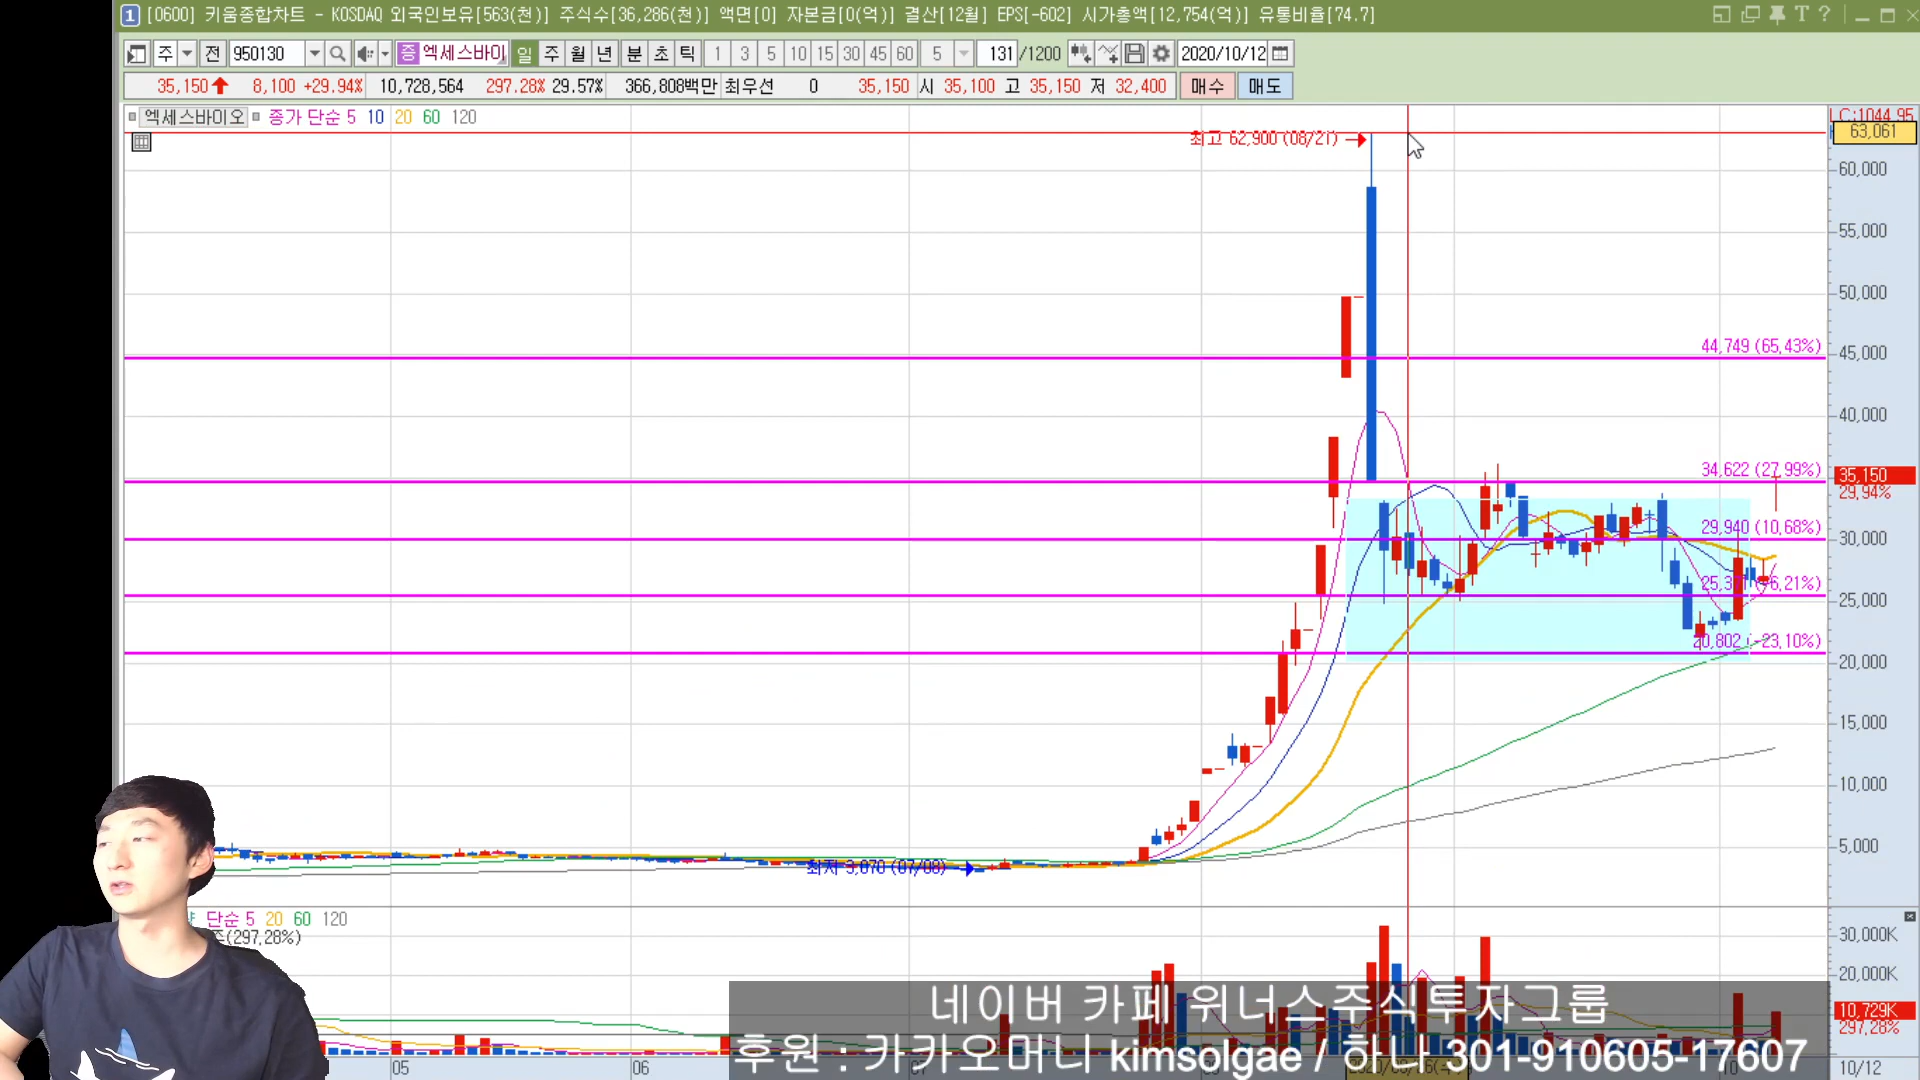 1 [0600] 키움종합차트 - KOSDAQ 외국인보유[563(천)] 주식수[36,286(천)] 액면[0] 자본금[0(억)] 결산[12월] EPS[-602] 시가총액[12,754(억)] 유통비율[74.7]
주 전 950130 증 엑세스바이 일 주 월 년 분 초 틱 1 3 5 10 15 30 45 60 5 131 /1200 2020/10/12
35,150 8,100 +29.94% 10,728,564 297.28% 29.57% 366,808백만 최우선 0 35,150 시 35,100 고 35,150 저 32,400 매수 매도
엑세스바이오 종가 단순 5 10 20 60 120
LC:1044.95
63,061
최고 62,900 (08/21)
60,000
55,000
50,000
44,749 (65,43%)
45,000
40,000
34,622 (27,99%)
35,150
29.94%
29,940 (10,68%)
30,000
25,000
20,802 (-23,10%)
20,000
15,000
10,000
5,000
최저 3,070 (07/08)
단순 5 20 60 120
(297,28%)
30,000K
20,000K
10,729K
297,28%
네이버 카페 위너스주식투자그룹
후원 : 카카오머니 kimsolgae / 하나 301-910605-17607
05 06 10/12